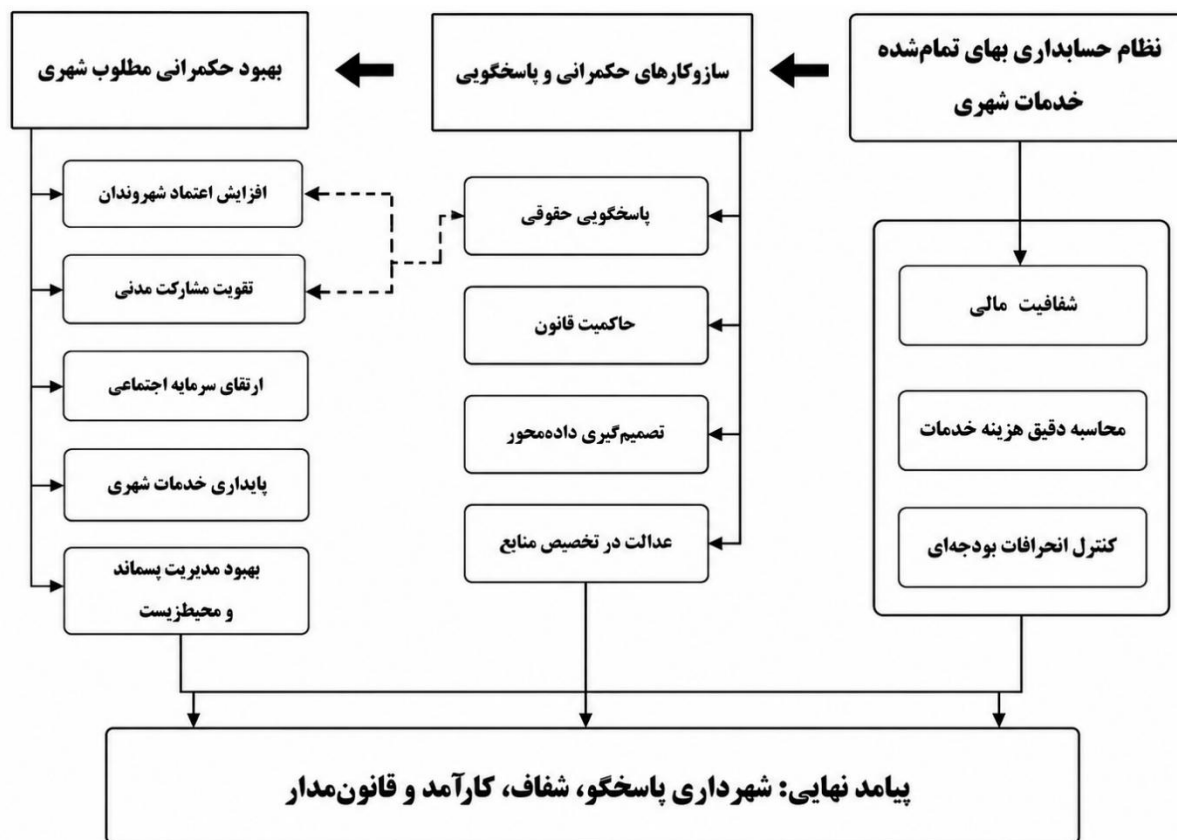 نظام حسابداری بهای تمام‌شده
خدمات شهری
شفافیت مالی
محاسبه دقیق هزینه خدمات
کنترل انحرافات بودجه‌ای
سازوکارهای حکمرانی و پاسخگویی
پاسخگویی حقوقی
حاکمیت قانون
تصمیم‌گیری داده‌محور
عدالت در تخصیص منابع
بهبود حکمرانی مطلوب شهری
افزایش اعتماد شهروندان
تقویت مشارکت مدنی
ارتقای سرمایه اجتماعی
پایداری خدمات شهری
بهبود مدیریت پسماند
و محیط‌زیست
پیامد نهایی: شهرداری پاسخگو، شفاف، کارآمد و قانون‌مدار